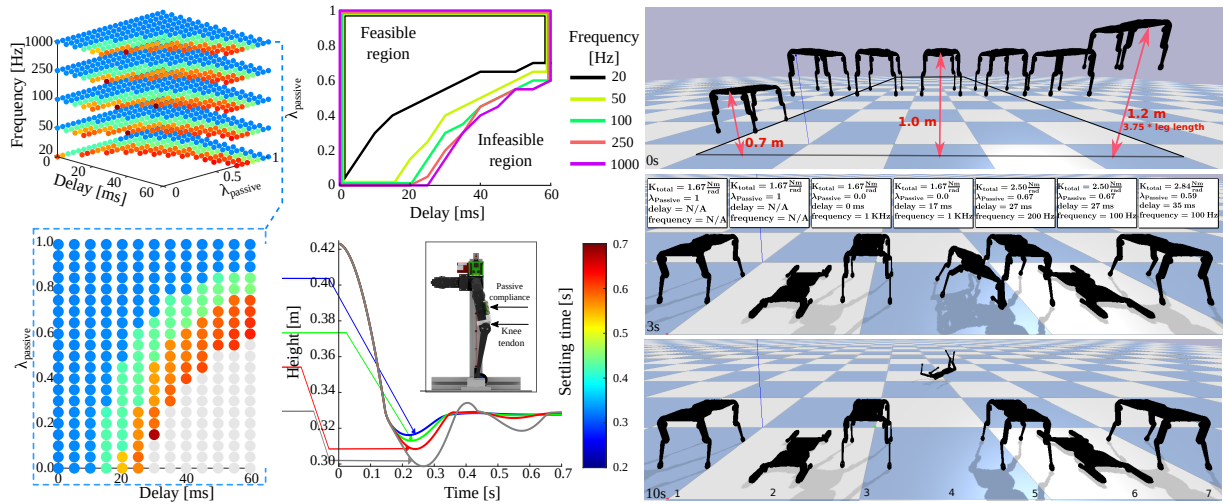 Frequency [Hz]
1000
250
100
50
20
0
20
40
60
Delay [ms]
0
0.5
1
λpassive
1
0.8
0.6
0.4
0.2
0
λpassive
Feasible
region
Infeasible
region
0
20
40
60
Delay [ms]
Frequency
[Hz]
20
50
100
250
1000
1.0
0.8
0.6
0.4
0.2
0.0
λpassive
0
20
40
60
Delay [ms]
0.42
0.40
0.38
0.36
0.34
0.32
0.30
Height [m]
Passive
compliance
Knee
tendon
0.0
0.1
0.2
0.3
0.4
0.5
0.6
0.7
Time [s]
Settling time [s]
0.7
0.6
0.5
0.4
0.3
0.2
0.7 m
1.0 m
1.2 m
3.75 * leg length
0s
Ktotal = 1.67 Nm/rad
λPassive = 1
delay = N/A
frequency = N/A
Ktotal = 1.67 Nm/rad
λPassive = 1
delay = N/A
frequency = N/A
Ktotal = 1.67 Nm/rad
λPassive = 0.0
delay = 0 ms
frequency = 1 KHz
Ktotal = 1.67 Nm/rad
λPassive = 0.0
delay = 17 ms
frequency = 1 KHz
Ktotal = 2.50 Nm/rad
λPassive = 0.67
delay = 27 ms
frequency = 200 Hz
Ktotal = 2.50 Nm/rad
λPassive = 0.67
delay = 27 ms
frequency = 100 Hz
Ktotal = 2.84 Nm/rad
λPassive = 0.59
delay = 35 ms
frequency = 100 Hz
3s
10s
1
2
3
4
5
6
7